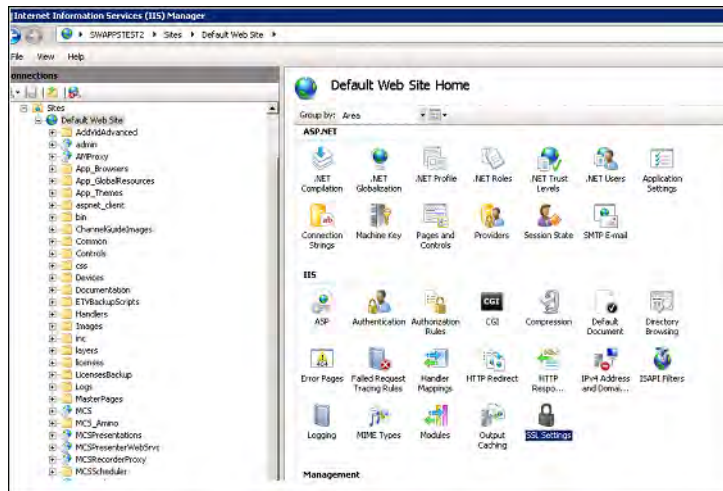 Internet Information Services (IIS) Manager
SWAPPSTEST2 Sites Default Web Site
File View Help
onnections
Sites
Default Web Site
AddVidAdvanced
admin
AMProxy
App_Browsers
App_GlobalResources
App_Themes
aspnet_client
bin
ChannelGuideImages
Common
Controls
css
Devices
Documentation
ETVBackupScripts
Handlers
Images
inc
layers
licenses
LicensesBackup
Logs
MasterPages
MCS
MCS_Amino
MCSPresentations
MCSPresenterWebSrvc
MCSRecorderProxy
MCSScheduler
Default Web Site Home
Group by: Area
ASP.NET
.NET Compilation
.NET Globalization
.NET Profile
.NET Roles
.NET Trust Levels
.NET Users
Application Settings
Connection Strings
Machine Key
Pages and Controls
Providers
Session State
SMTP E-mail
IIS
ASP
Authentication
Authorization Rules
CGI
CGI
Compression
Default Document
Directory Browsing
Error Pages
Failed Request Tracing Rules
Handler Mappings
HTTP Redirect
HTTP Respo...
IPv4 Address and Domai...
ISAPI Filters
Logging
MIME Types
Modules
Output Caching
SSL Settings
Management